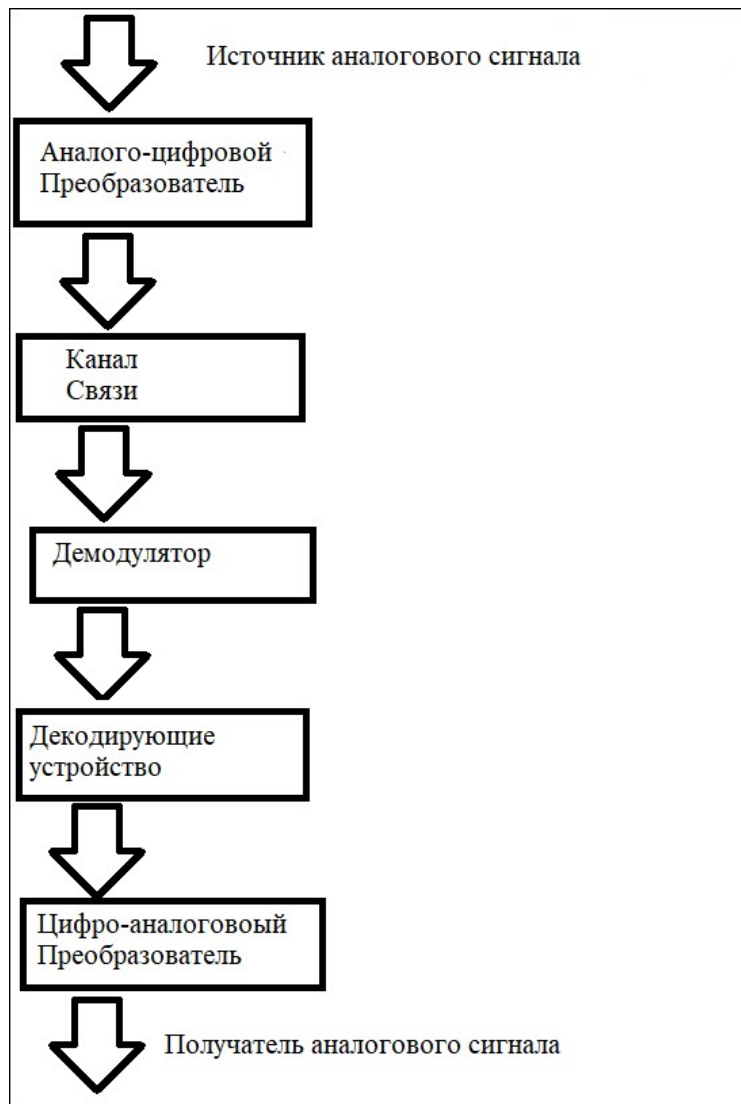 Источник аналогового сигнала
Аналого-цифровой
Преобразователь
Канал
Связи
Демодулятор
Декодирующие
устройство
Цифро-аналоговоый
Преобразователь
Получатель аналогового сигнала